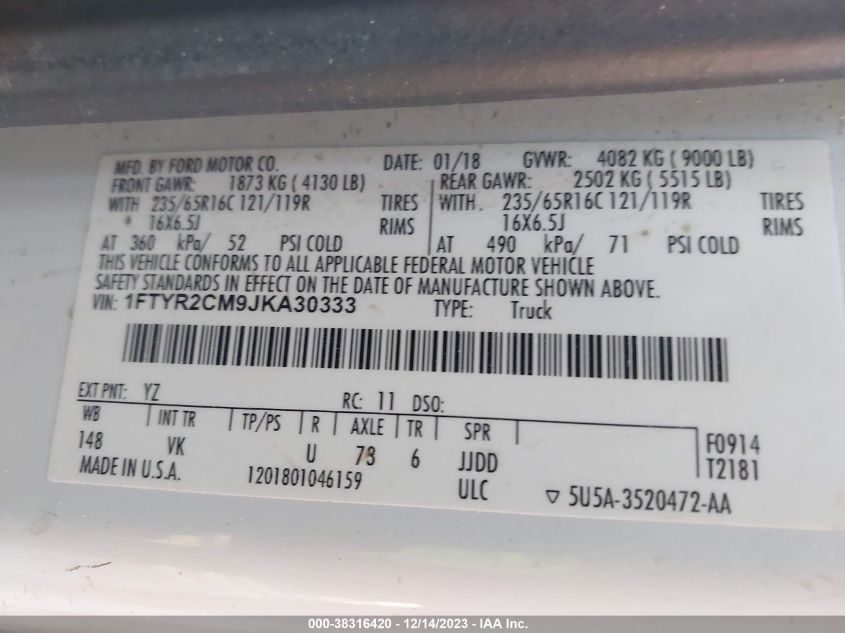 MFD. BY FORD MOTOR CO. DATE: 01/18 GVWR: 4082 KG ( 9000 LB)
FRONT GAWR: 1873 KG ( 4130 LB) REAR GAWR: 2502 KG ( 5515 LB)
WITH 235/65R16C 121/119R TIRES WITH. 235/65R16C 121/119R TIRES
16X6.5J RIMS 16X6.5J RIMS
AT 360 kPa/ 52 PSI COLD AT 490 kPa/ 71 PSI COLD
THIS VEHICLE CONFORMS TO ALL APPLICABLE FEDERAL MOTOR VEHICLE
SAFETY STANDARDS IN EFFECT ON THE DATE OF MANUFACTURE SHOWN ABOVE.
VIN: 1FTYR2CM9JKA30333 TYPE: Truck
EXT PNT: YZ RC: 11 DSO:
WB INT TR TP/PS R AXLE TR SPR
148 VK U 73 6 JJDD
F0914
T2181
MADE IN U.S.A. 1201801046159 ULC ▽ 5U5A-3520472-AA
000-38316420 - 12/14/2023 - IAA Inc.